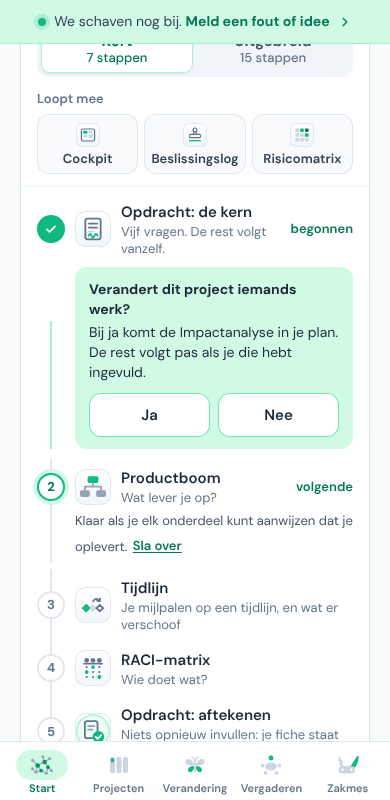 We schaven nog bij. Meld een fout of idee
7 stappen
15 stappen
Loopt mee
Cockpit
Beslissingslog
Risicomatrix
Opdracht: de kern
Vijf vragen. De rest volgt
vanzelf.
begonnen
Verandert dit project iemands
werk?
Bij ja komt de Impactanalyse in je plan.
De rest volgt pas als je die hebt
ingevuld.
Ja
Nee
2
Productboom
Wat lever je op?
volgende
Klaar als je elk onderdeel kunt aanwijzen dat je
oplevert. Sla over
3
Tijdlijn
Je mijlpalen op een tijdlijn, en wat er
verschoof
4
RACI-matrix
Wie doet wat?
5
Opdracht: aftekenen
Niets opnieuw invullen: je fiche staat
Start
Projecten
Verandering
Vergaderen
Zakmes